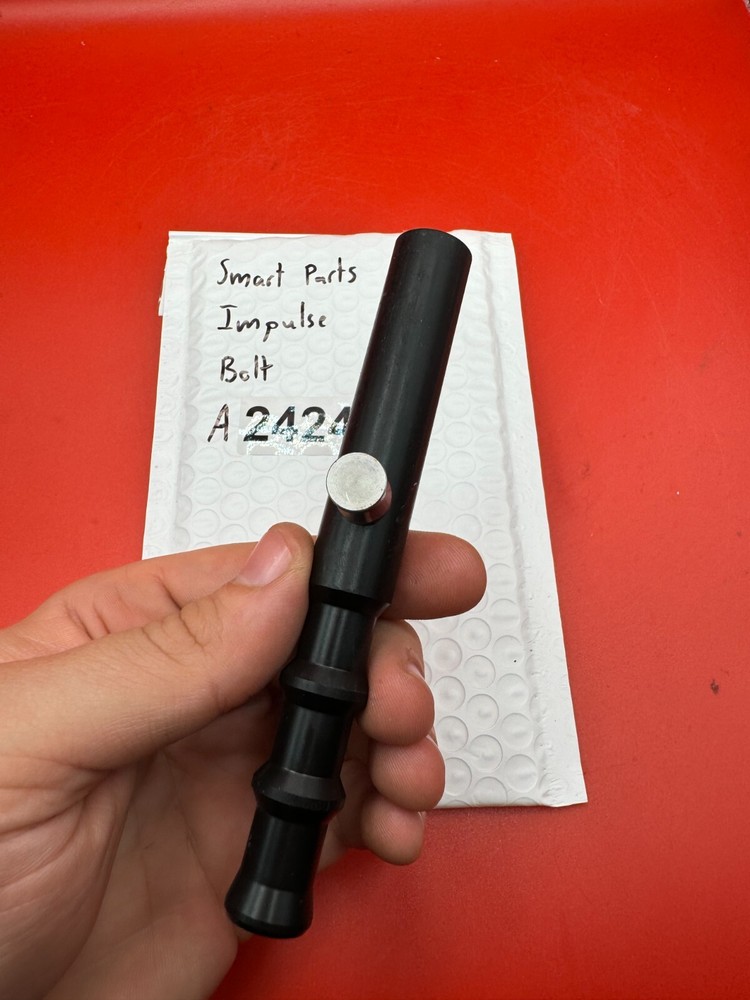 Smart Parts
Impulse
Bolt
A 2424